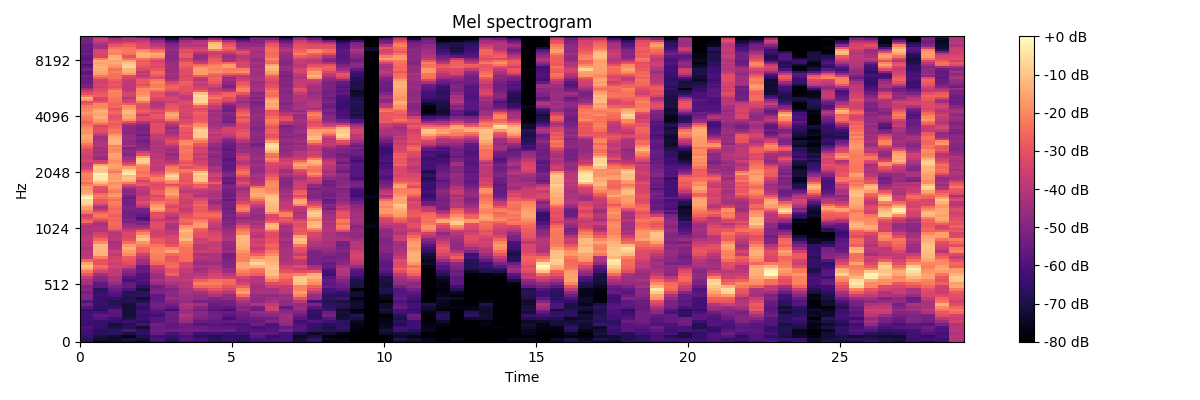 Mel spectrogram
Hz
8192
4096
2048
1024
512
0
0 5 10 15 20 25
Time
+0 dB
-10 dB
-20 dB
-30 dB
-40 dB
-50 dB
-60 dB
-70 dB
-80 dB